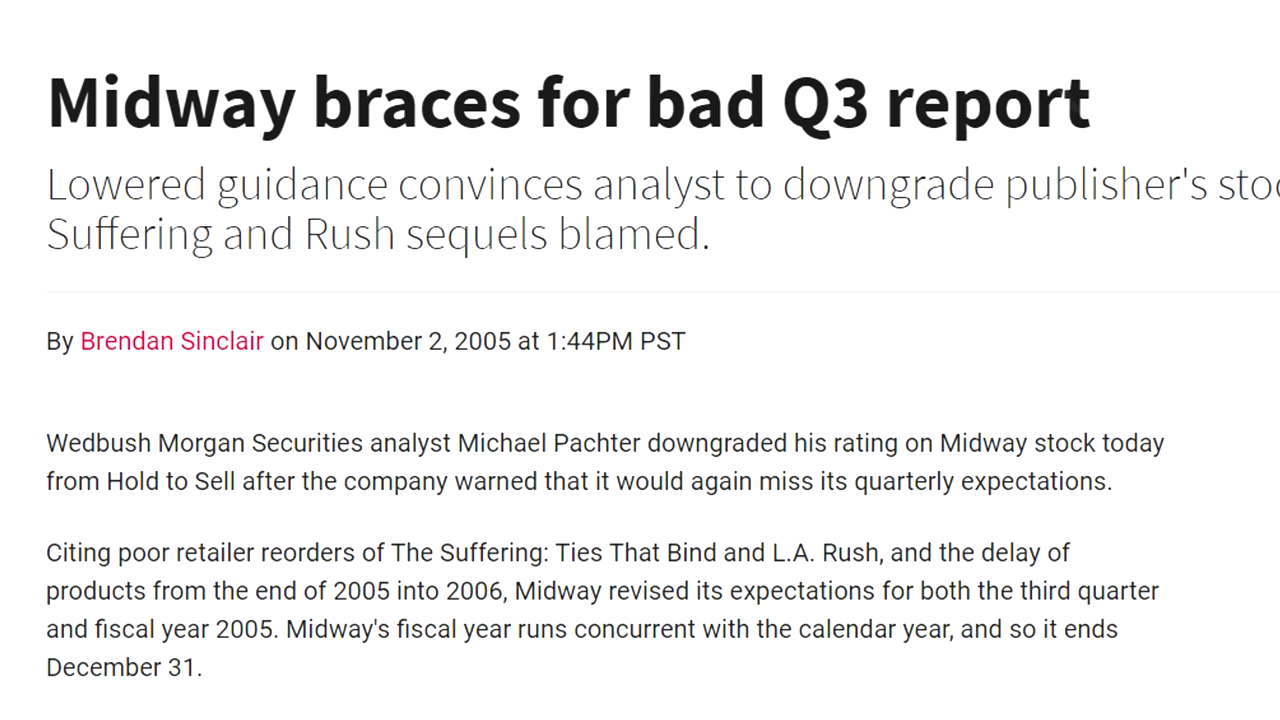 Midway braces for bad Q3 report
Lowered guidance convinces analyst to downgrade publisher's
Suffering and Rush sequels blamed.
By Brendan Sinclair on November 2, 2005 at 1:44PM PST
Wedbush Morgan Securities analyst Michael Pachter downgraded his rating on Midway stock today
from Hold to Sell after the company warned that it would again miss its quarterly expectations.
Citing poor retailer reorders of The Suffering: Ties That Bind and L.A. Rush, and the delay of
products from the end of 2005 into 2006, Midway revised its expectations for both the third quarter
and fiscal year 2005. Midway's fiscal year runs concurrent with the calendar year, and so it ends
December 31.